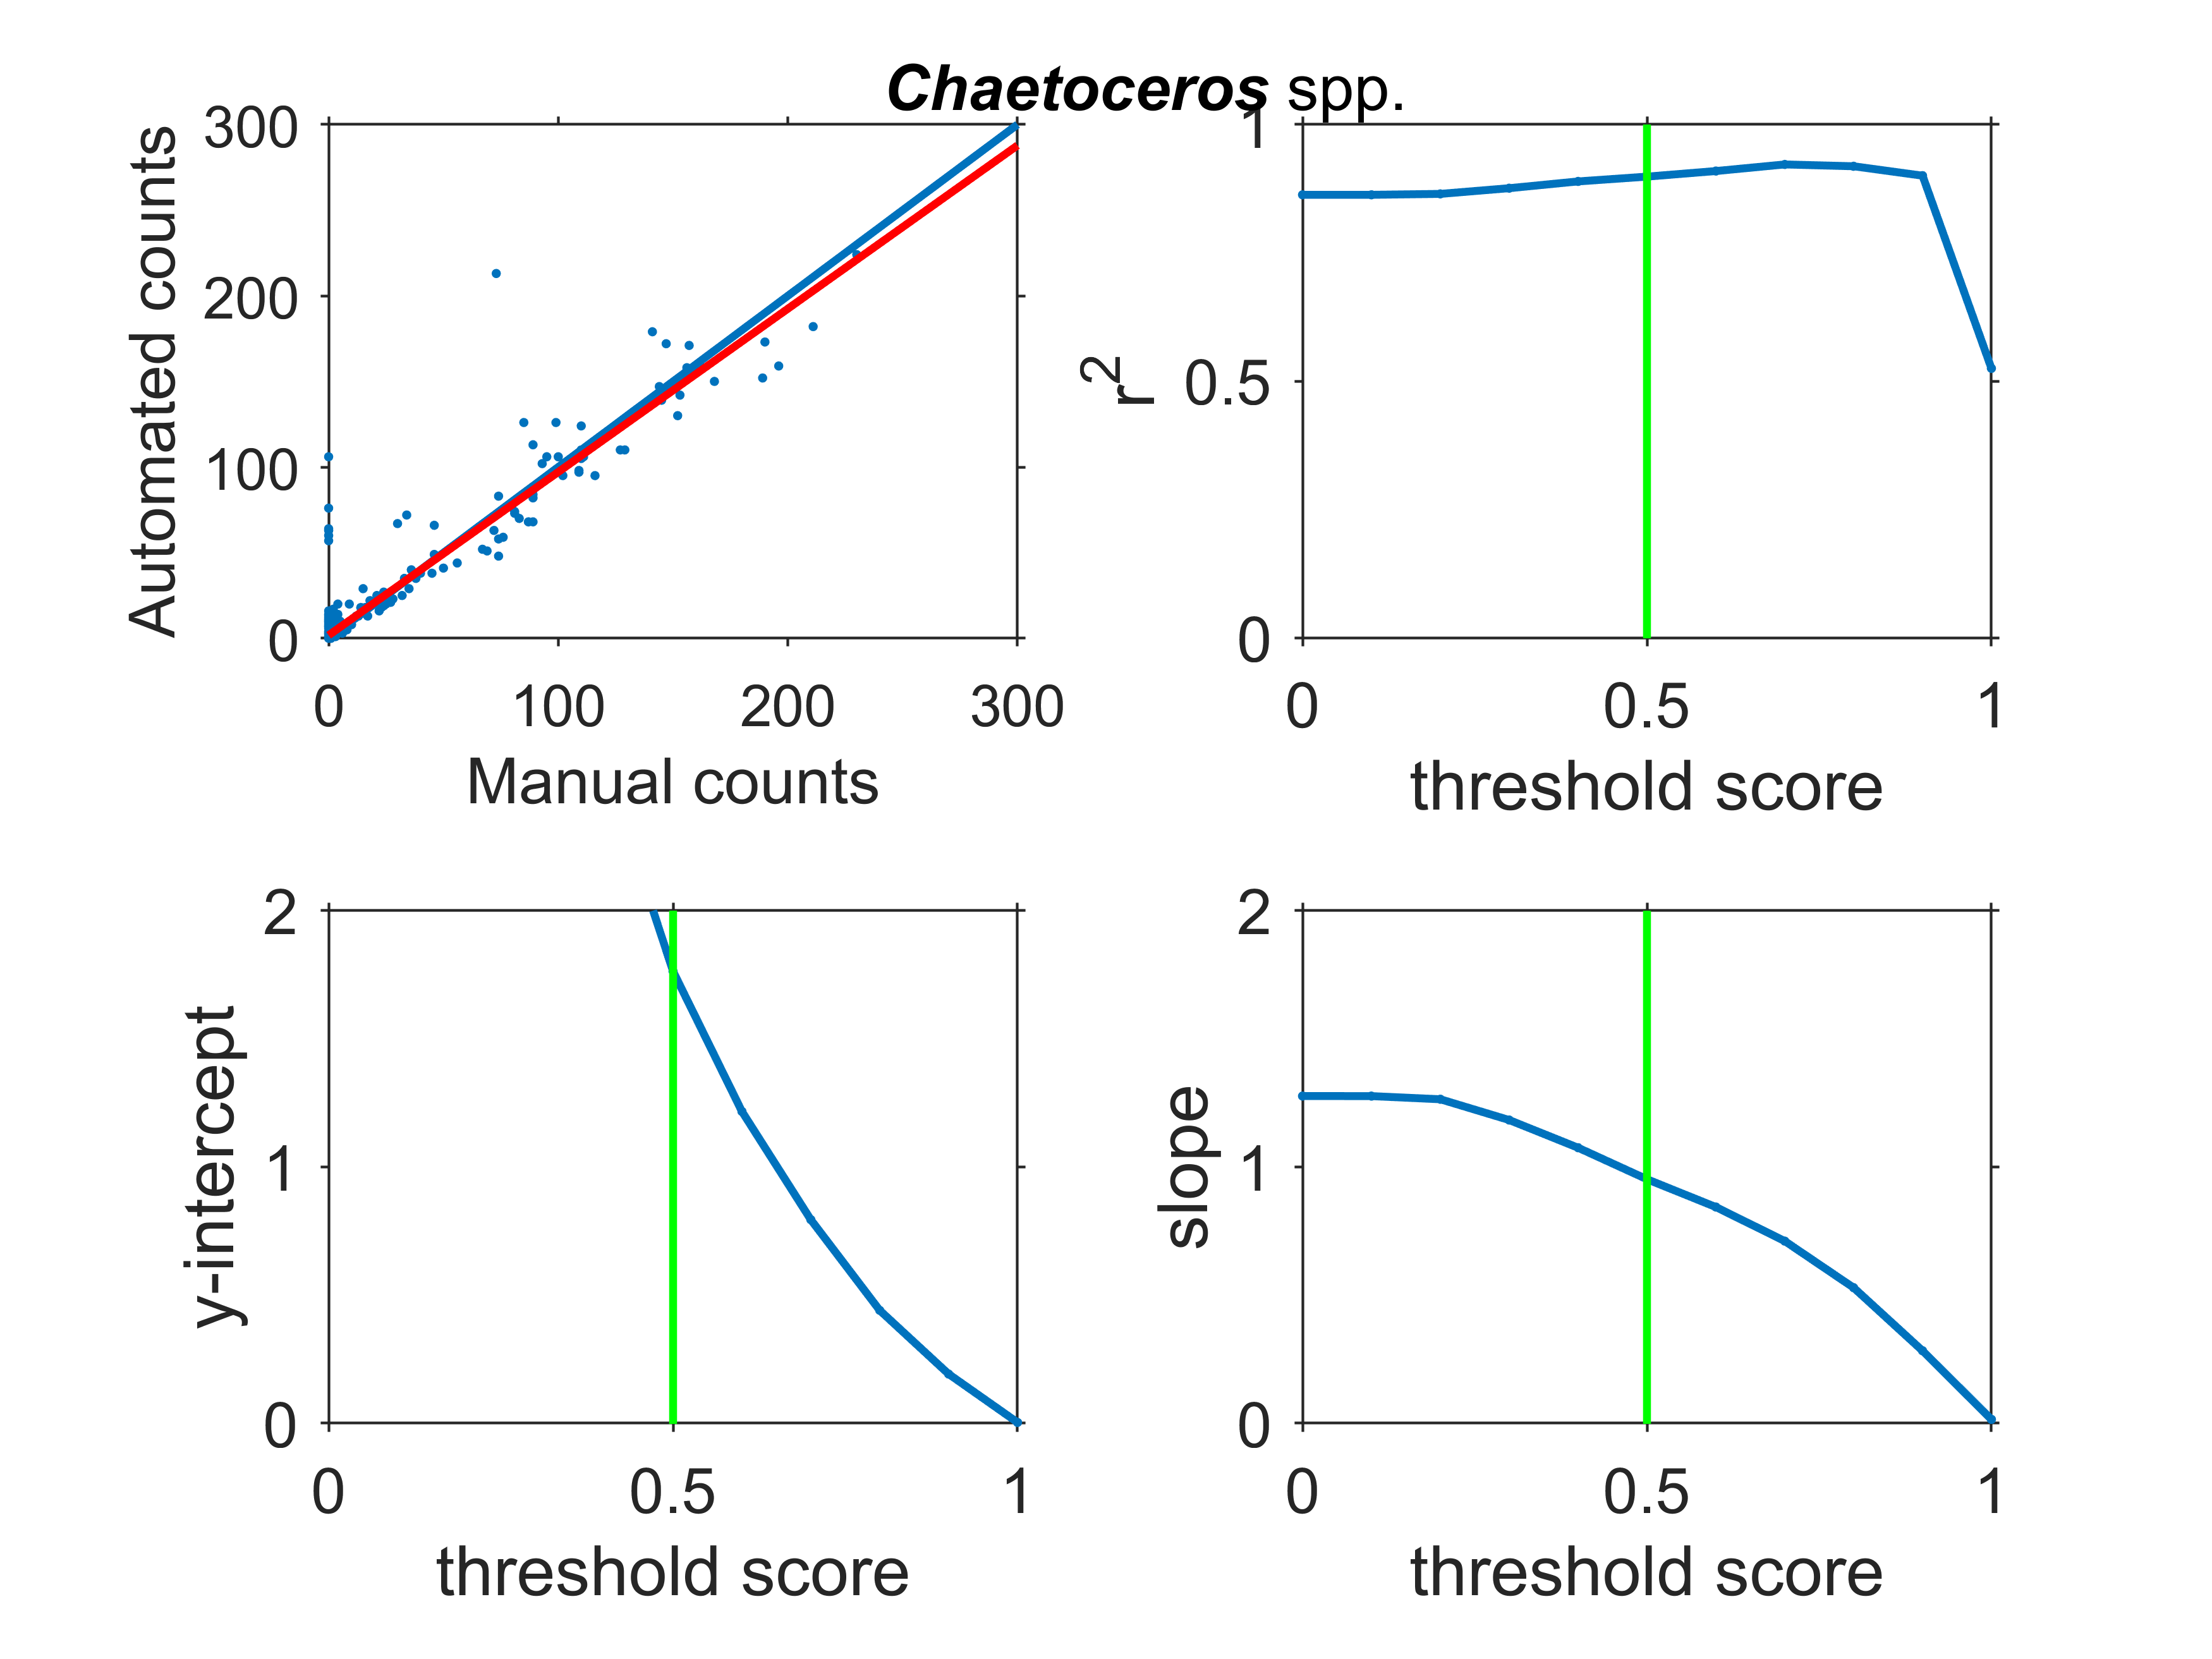 Chaetoceros spp.
300
200
100
0
Automated counts
0 100 200 300
Manual counts
1
0.5
0
r²
0 0.5 1
threshold score
2
1
0
y-intercept
0 0.5 1
threshold score
2
1
0
slope
0 0.5 1
threshold score